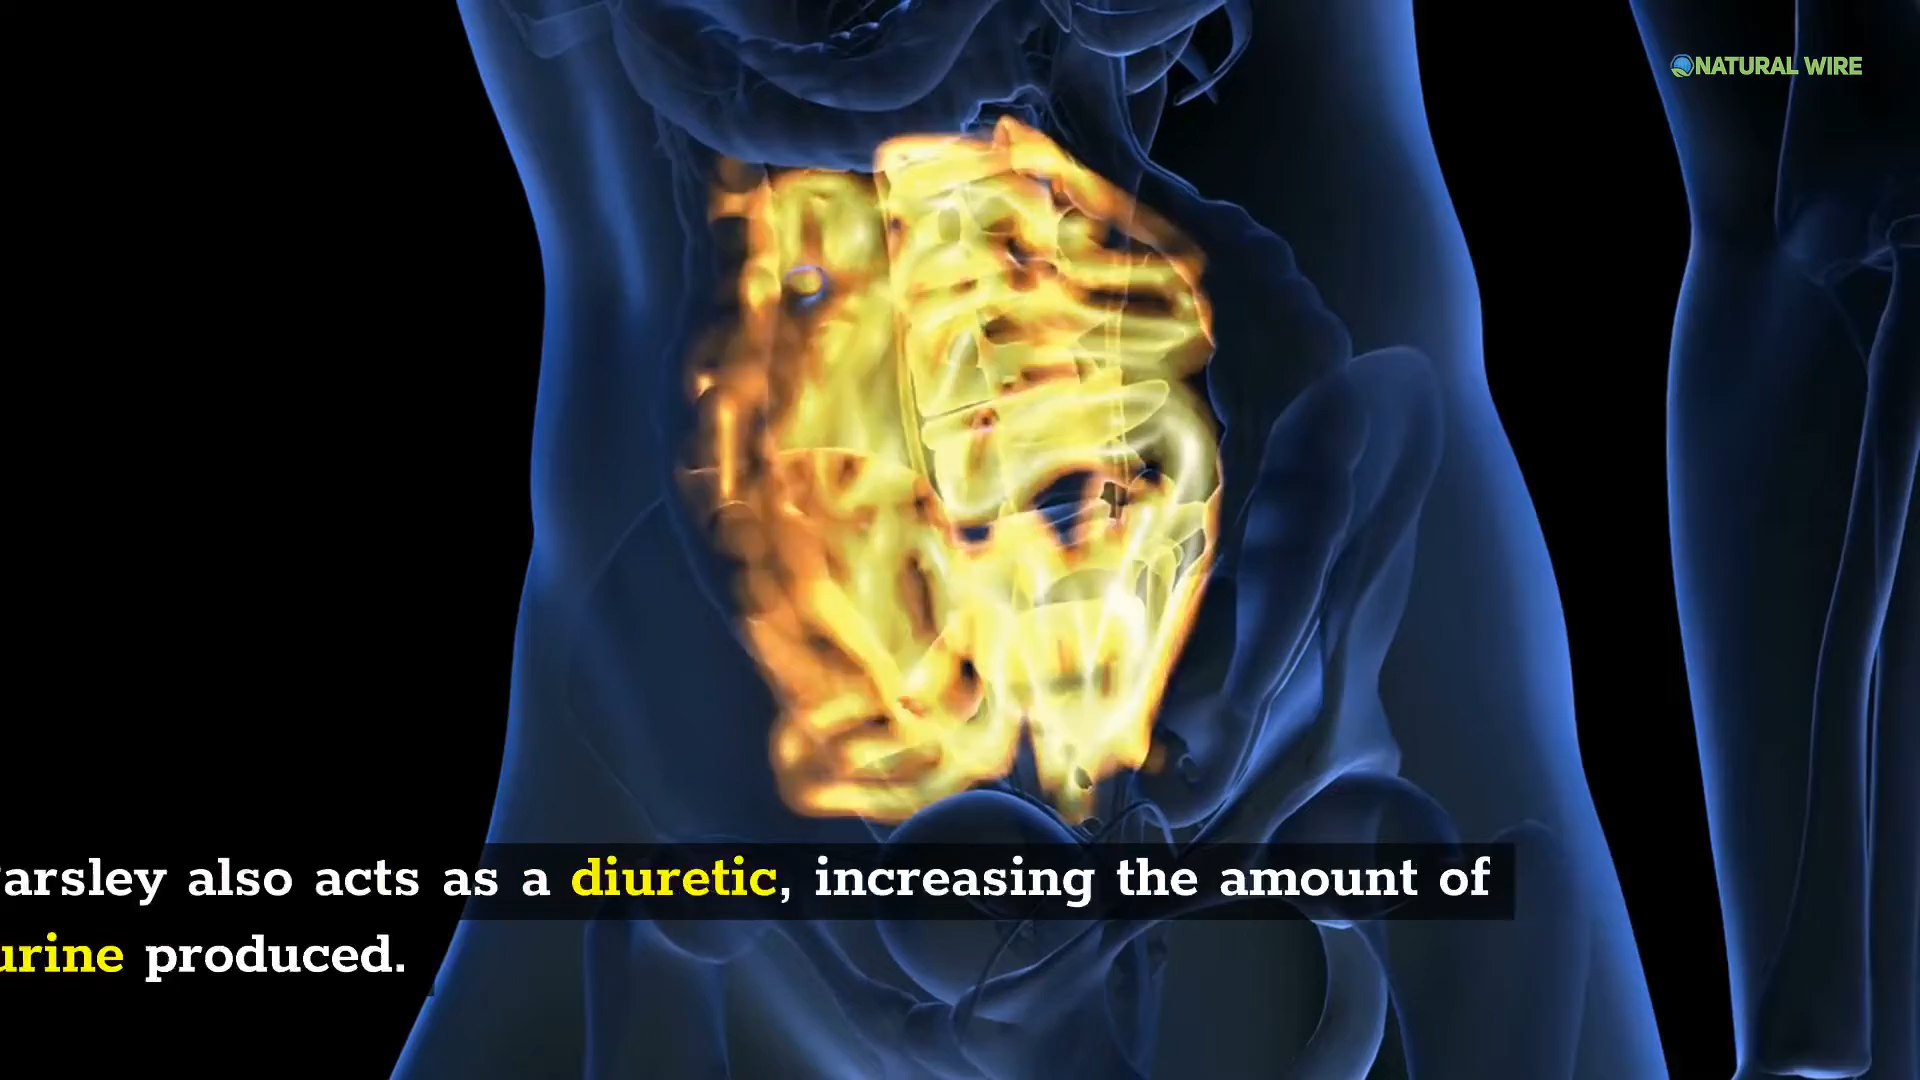 NATURAL WIRE
arsley also acts as a diuretic, increasing the amount of
urine produced.